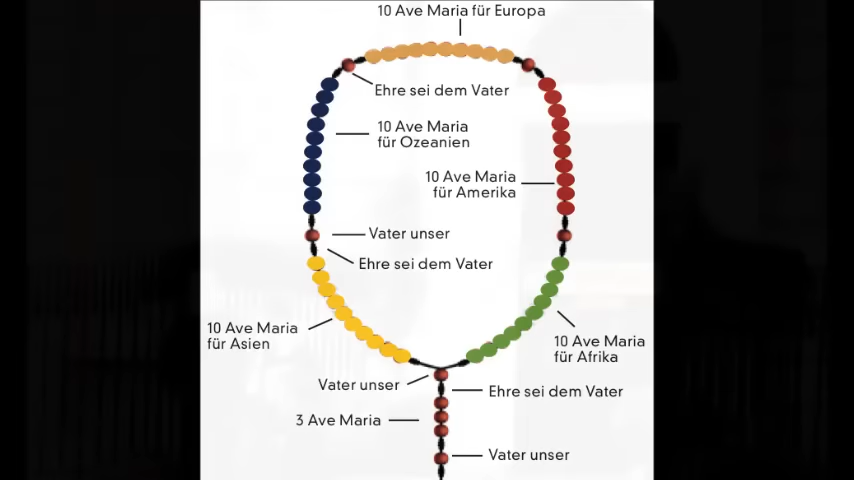 10 Ave Maria für Europa
Ehre sei dem Vater
10 Ave Maria
für Ozeanien
10 Ave Maria
für Amerika
Vater unser
Ehre sei dem Vater
10 Ave Maria
für Asien
10 Ave Maria
für Afrika
Vater unser
Ehre sei dem Vater
3 Ave Maria
Vater unser